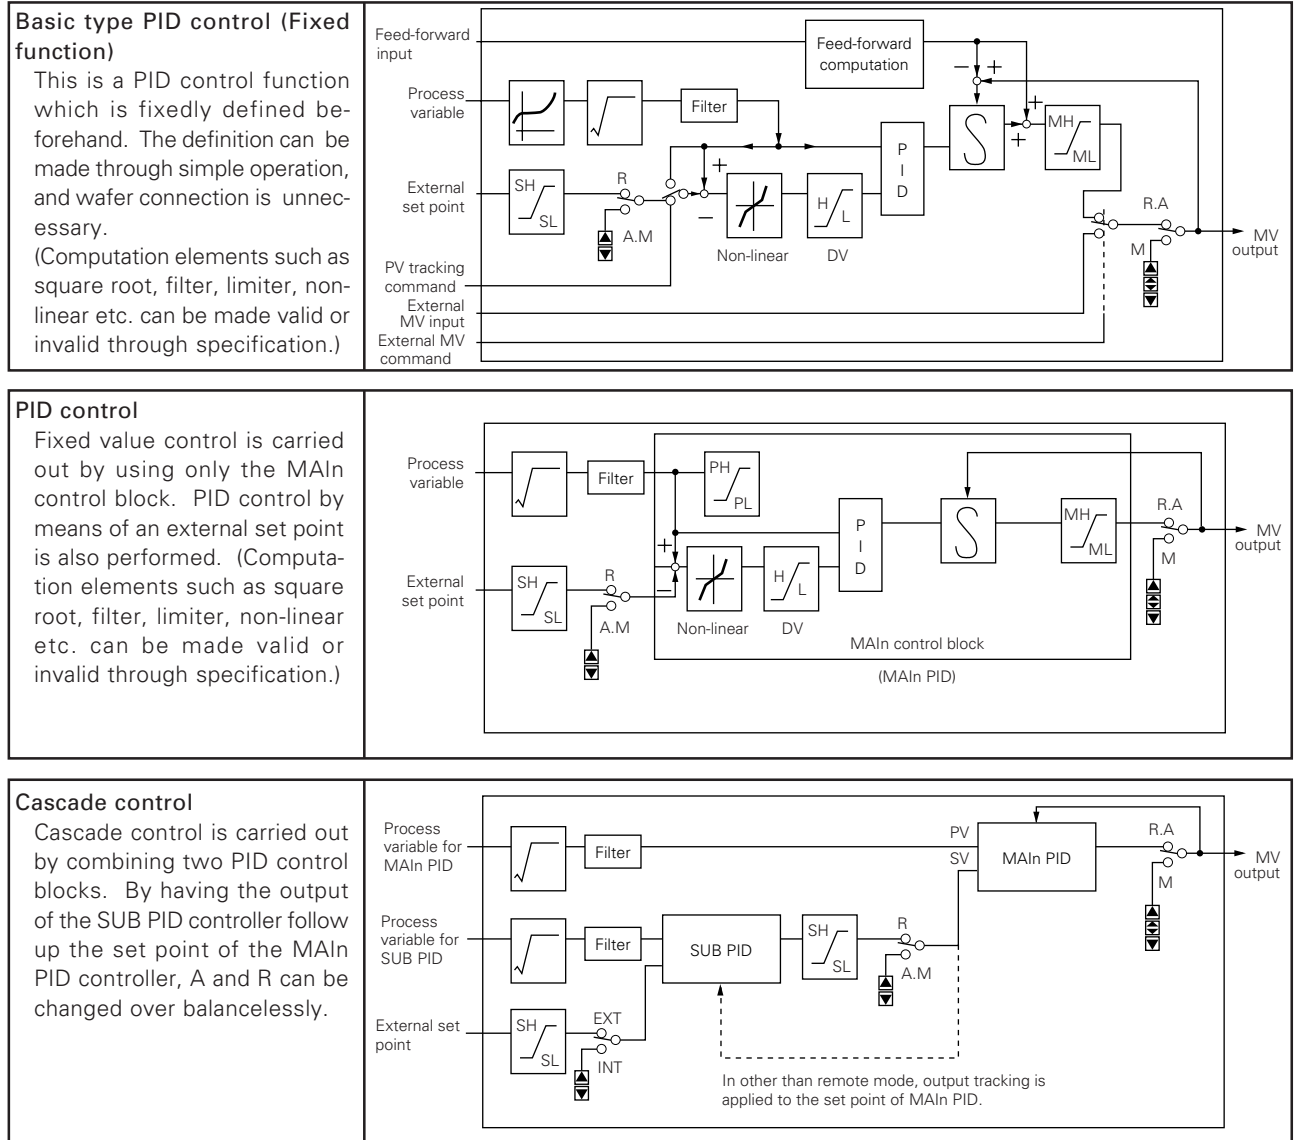 Basic type PID control (Fixed
function)
This is a PID control function
which is fixedly defined be-
forehand. The definition can be
made through simple operation,
and wafer connection is unnec-
essary.
(Computation elements such as
square root, filter, limiter, non-
linear etc. can be made valid or
invalid through specification.)
Feed-forward
input
Feed-forward
computation
Process
variable
Filter
External
set point
SH
SL
R
A.M
+
−
Non-linear
H
L
DV
P
I
D
−
+
+
+
MH
ML
R.A
M
MV
output
PV tracking
command
External
MV input
External MV
command
PID control
Fixed value control is carried
out by using only the MAIn
control block. PID control by
means of an external set point
is also performed. (Computa-
tion elements such as square
root, filter, limiter, non-linear
etc. can be made valid or
invalid through specification.)
Process
variable
Filter
PH
PL
External
set point
SH
SL
R
A.M
+
−
Non-linear
H
L
DV
P
I
D
MH
ML
R.A
M
MV
output
MAIn control block
(MAIn PID)
Cascade control
Cascade control is carried out
by combining two PID control
blocks. By having the output
of the SUB PID controller follow
up the set point of the MAIn
PID controller, A and R can be
changed over balancelessly.
Process
variable for
MAIn PID
Filter
PV
SV
MAIn PID
R.A
M
MV
output
Process
variable for
SUB PID
Filter
SUB PID
SH
SL
R
A.M
External set
point
SH
SL
EXT
INT
In other than remote mode, output tracking is
applied to the set point of MAIn PID.